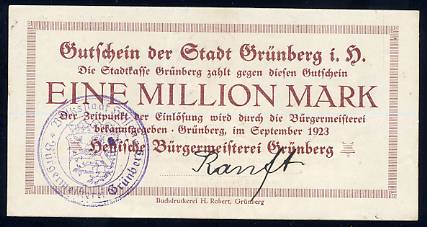 Gutschein der Stadt Grünberg i. H.
Die Stadtkasse Grünberg zahlt gegen diesen Gutschein
EINE MILLION MARK
Der Zeitpunkt der Einlösung wird durch die Bürgermeisterei
bekanntgegeben · Grünberg, im September 1923
Hessische Bürgermeisterei Grünberg
Ranft
Buchdruckerei H. Robert, Grünberg
Grünberg